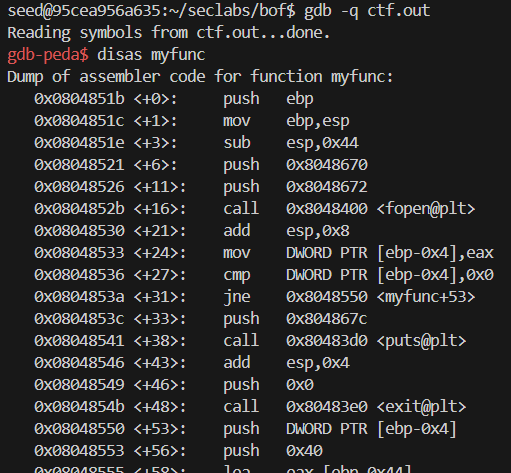 seed@95cea956a635:~/seclabs/bof$ gdb -q ctf.out
Reading symbols from ctf.out...done.
gdb-peda$ disas myfunc
Dump of assembler code for function myfunc:
   0x0804851b <+0>:     push   ebp
   0x0804851c <+1>:     mov    ebp,esp
   0x0804851e <+3>:     sub    esp,0x44
   0x08048521 <+6>:     push   0x8048670
   0x08048526 <+11>:    push   0x8048672
   0x0804852b <+16>:    call   0x8048400 <fopen@plt>
   0x08048530 <+21>:    add    esp,0x8
   0x08048533 <+24>:    mov    DWORD PTR [ebp-0x4],eax
   0x08048536 <+27>:    cmp    DWORD PTR [ebp-0x4],0x0
   0x0804853a <+31>:    jne    0x8048550 <myfunc+53>
   0x0804853c <+33>:    push   0x804867c
   0x08048541 <+38>:    call   0x80483d0 <puts@plt>
   0x08048546 <+43>:    add    esp,0x4
   0x08048549 <+46>:    push   0x0
   0x0804854b <+48>:    call   0x80483e0 <exit@plt>
   0x08048550 <+53>:    push   DWORD PTR [ebp-0x4]
   0x08048553 <+56>:    push   0x40
   0x08048555 <+58>:    lea    eax,[ebp-0x44]